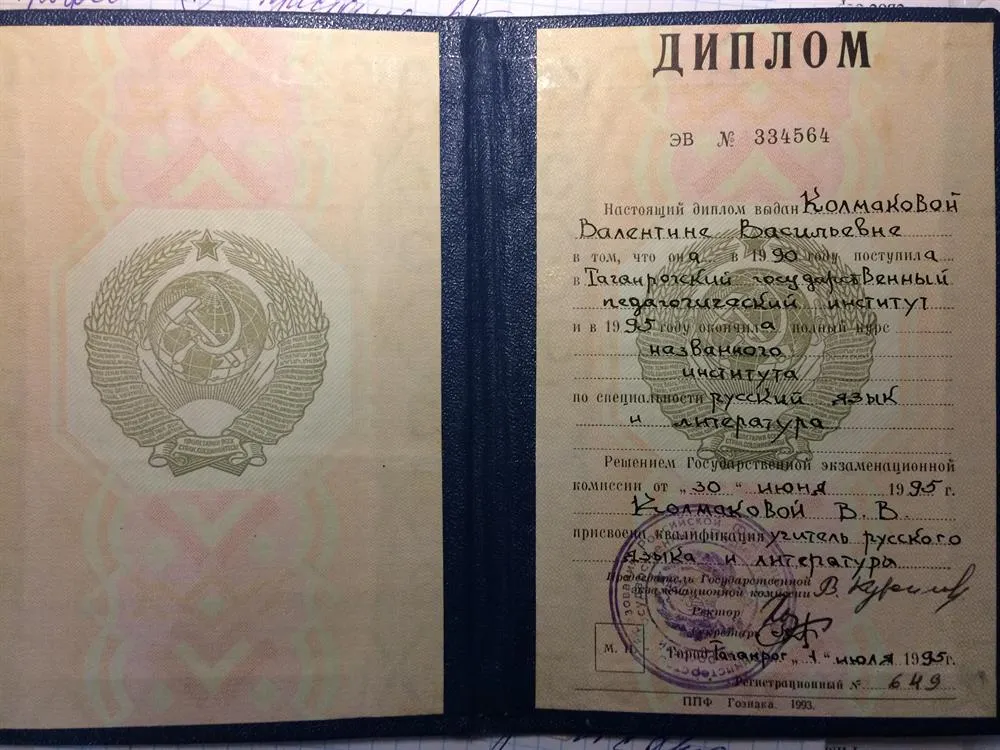 ДИПЛОМ
ЭВ № 334564
Настоящий диплом выдан Колмаковой
Валентине Васильевне
в том, что она в 1990 году поступила
в Таганрогский государственный
педагогический институт
и в 1995 году окончила полный курс
названного
института
по специальности русский язык
и литература
Решением Государственной экзаменационной
комиссии от „30“ июня 1995 г.
Колмаковой В. В.
присвоена квалификация учитель русского
языка и литературы
Председатель Государственной
экзаменационной комиссии
Ректор
Секретарь
М. П.
Город Таганрог „1“ июля 1995 г.
Регистрационный № 649
ППФ Гознака. 1993.